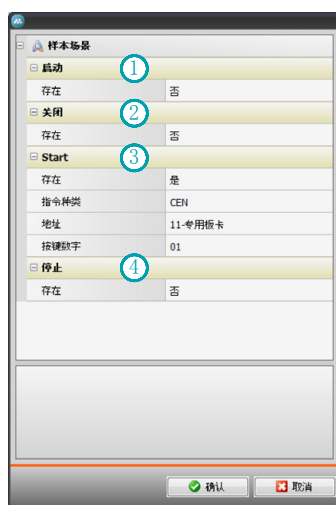 样本场景
启动 ①
存在 否
关闭 ②
存在 否
Start ③
存在 是
指令种类 CEN
地址 11-专用板卡
按键数字 01
停止 ④
存在 否
确认 取消